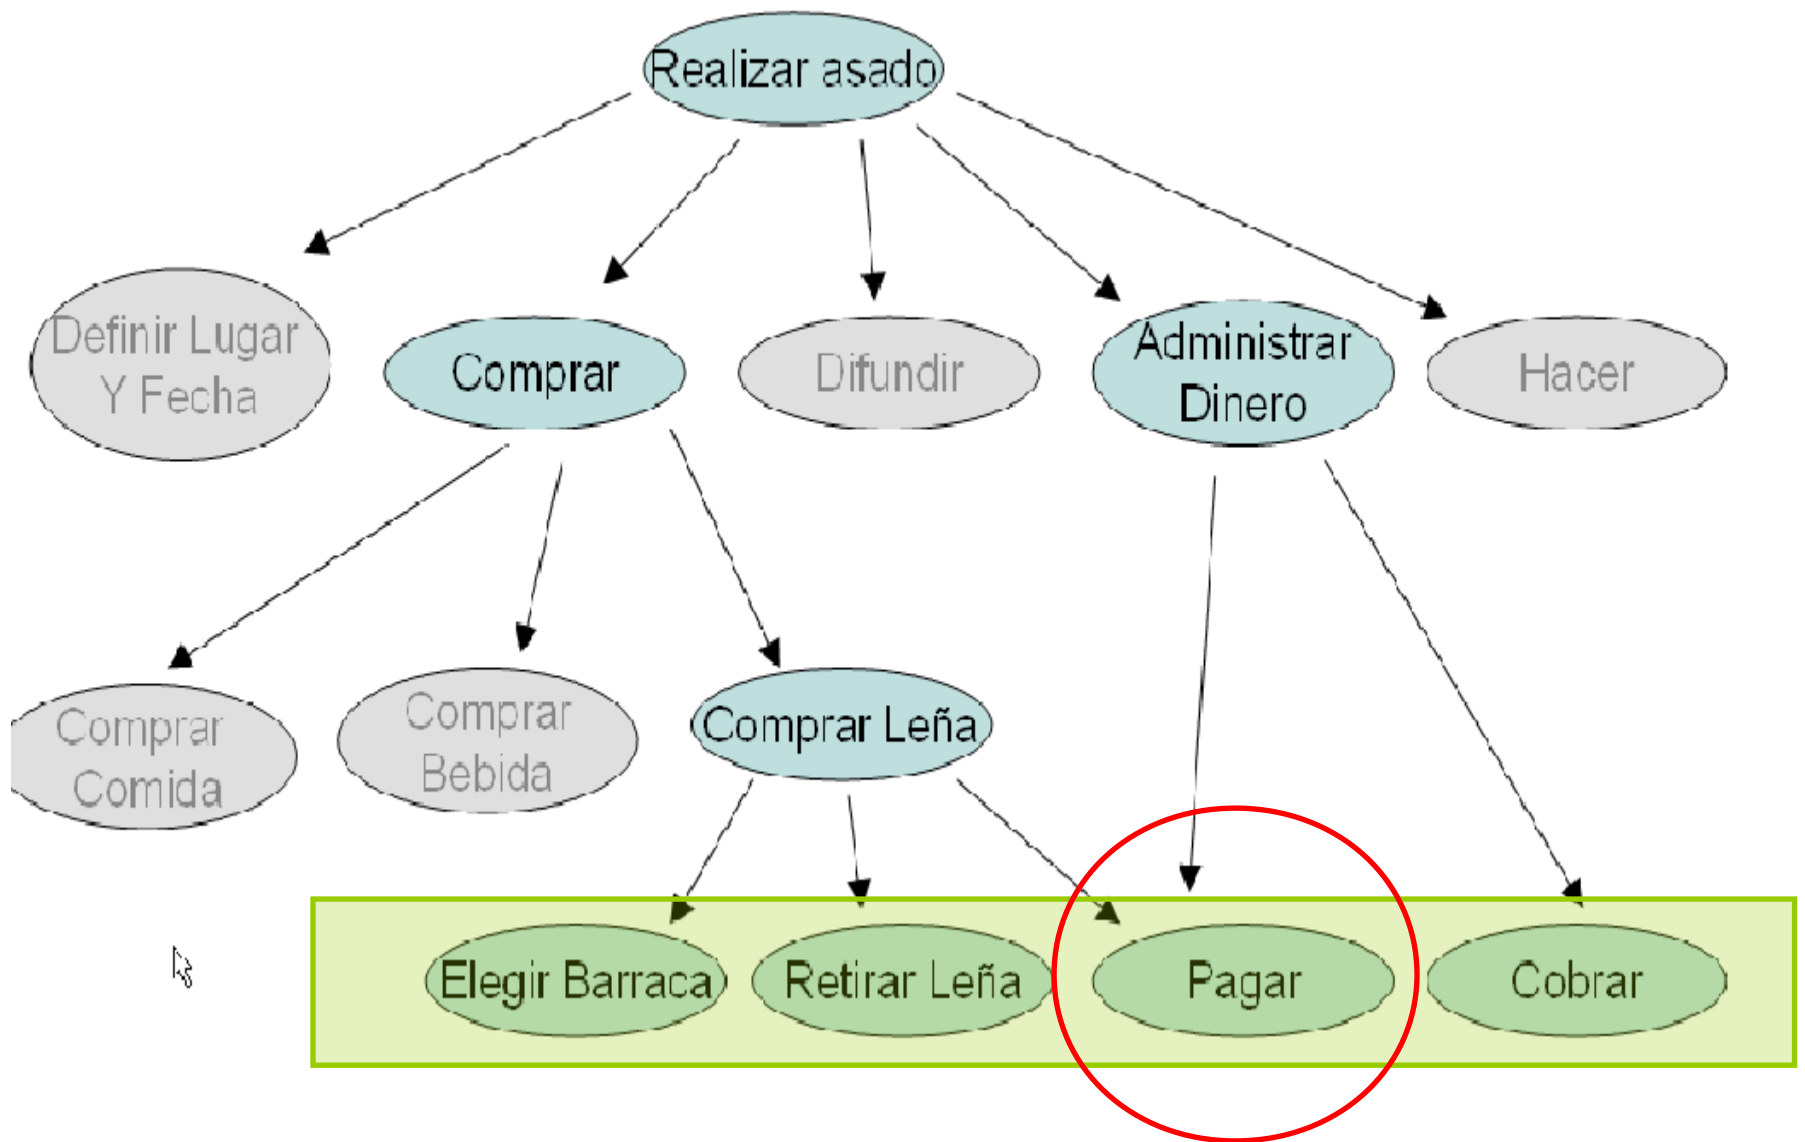 Realizar asado
Definir Lugar
Y Fecha
Comprar
Difundir
Administrar
Dinero
Hacer
Comprar
Comida
Comprar
Bebida
Comprar Leña
Elegir Barraca
Retirar Leña
Pagar
Cobrar